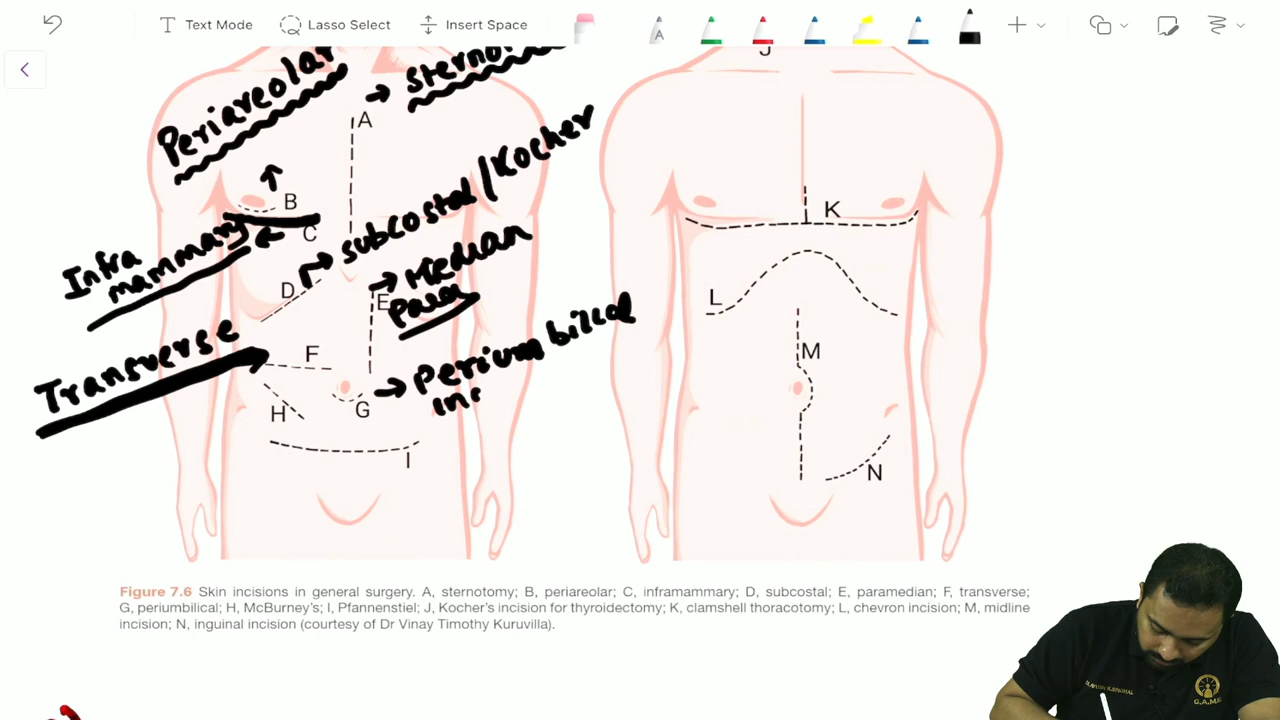 Text Mode
Lasso Select
Insert Space
A
J
Periareolar
A
→ sterno
B
↑
subcostal/Kocher
C
Infra
mammary
D
→ Median
Para
E
Transverse
F
→ Periumbilical
inc
G
H
I
K
L
M
N
Figure 7.6 Skin incisions in general surgery. A, sternotomy; B, periareolar; C, inframammary; D, subcostal; E, paramedian; F, transverse;
G, periumbilical; H, McBurney's; I, Pfannenstiel; J, Kocher's incision for thyroidectomy; K, clamshell thoracotomy; L, chevron incision; M, midline
incision; N, inguinal incision (courtesy of Dr Vinay Timothy Kuruvilla).
G.A.M.E